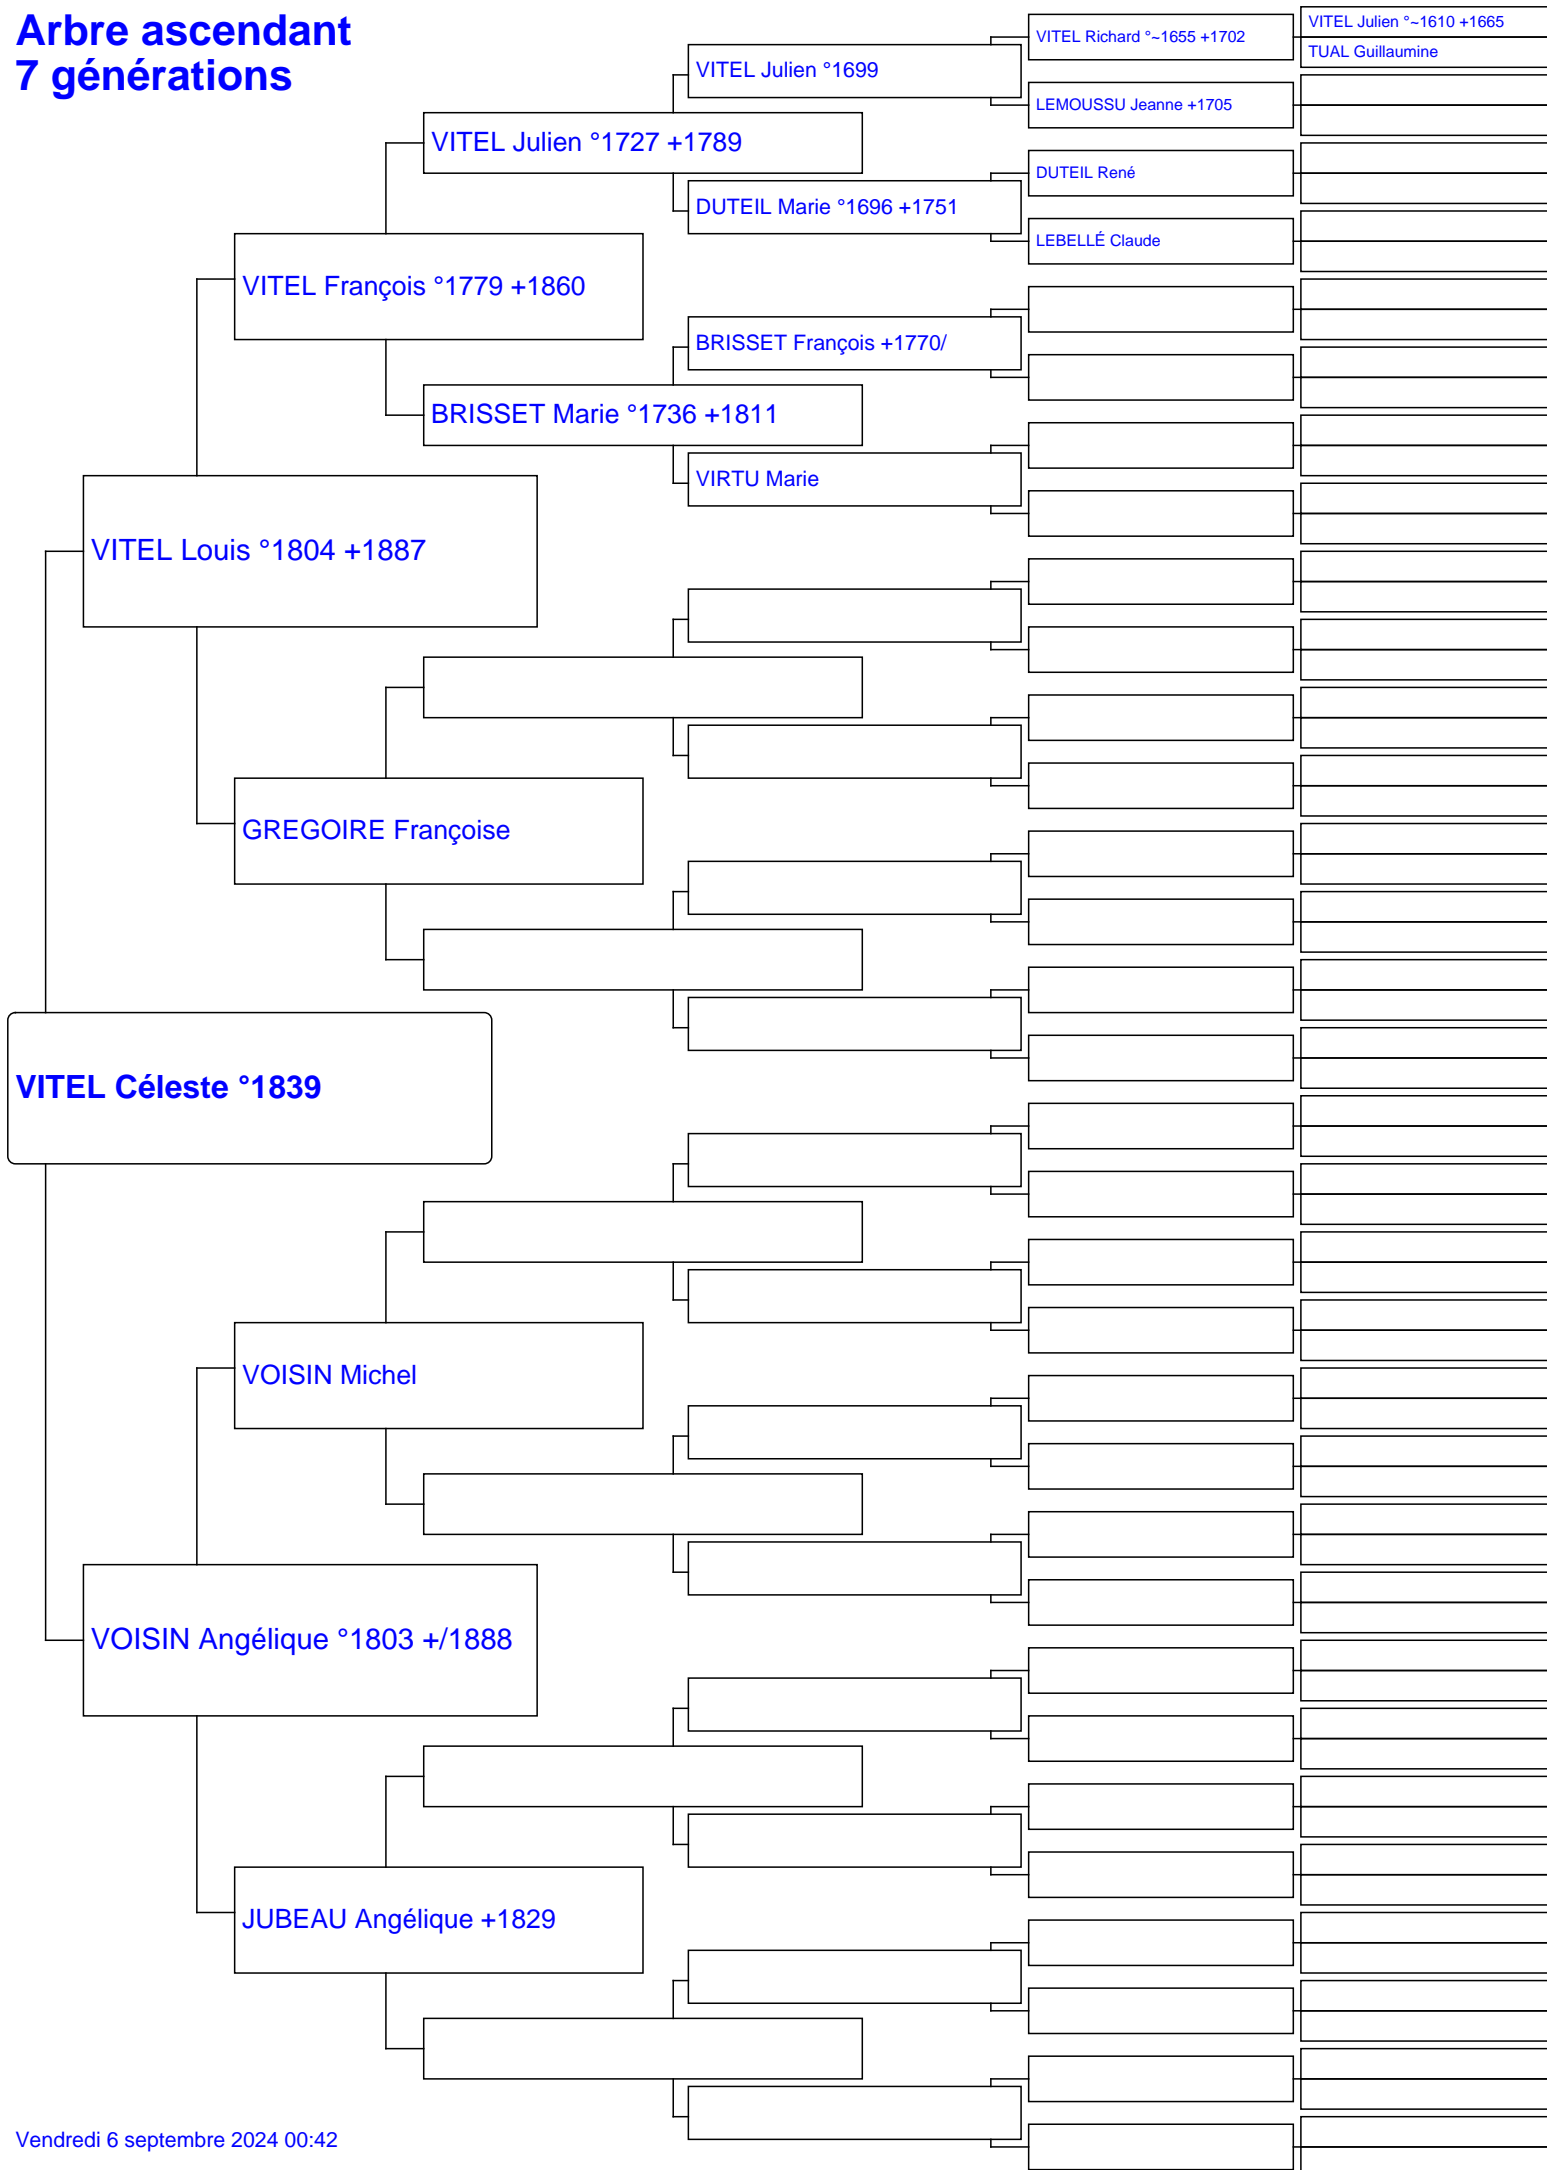 Arbre ascendant
7 générations
VITEL Julien °~1610 +1665
VITEL Richard °~1655 +1702
TUAL Guillaumine
VITEL Julien °1699
LEMOUSSU Jeanne +1705
VITEL Julien °1727 +1789
DUTEIL René
DUTEIL Marie °1696 +1751
LEBELLÉ Claude
VITEL François °1779 +1860
BRISSET François +1770/
BRISSET Marie °1736 +1811
VIRTU Marie
VITEL Louis °1804 +1887
GREGOIRE Françoise
VITEL Céleste °1839
VOISIN Michel
VOISIN Angélique °1803 +/1888
JUBEAU Angélique +1829
Vendredi 6 septembre 2024 00:42